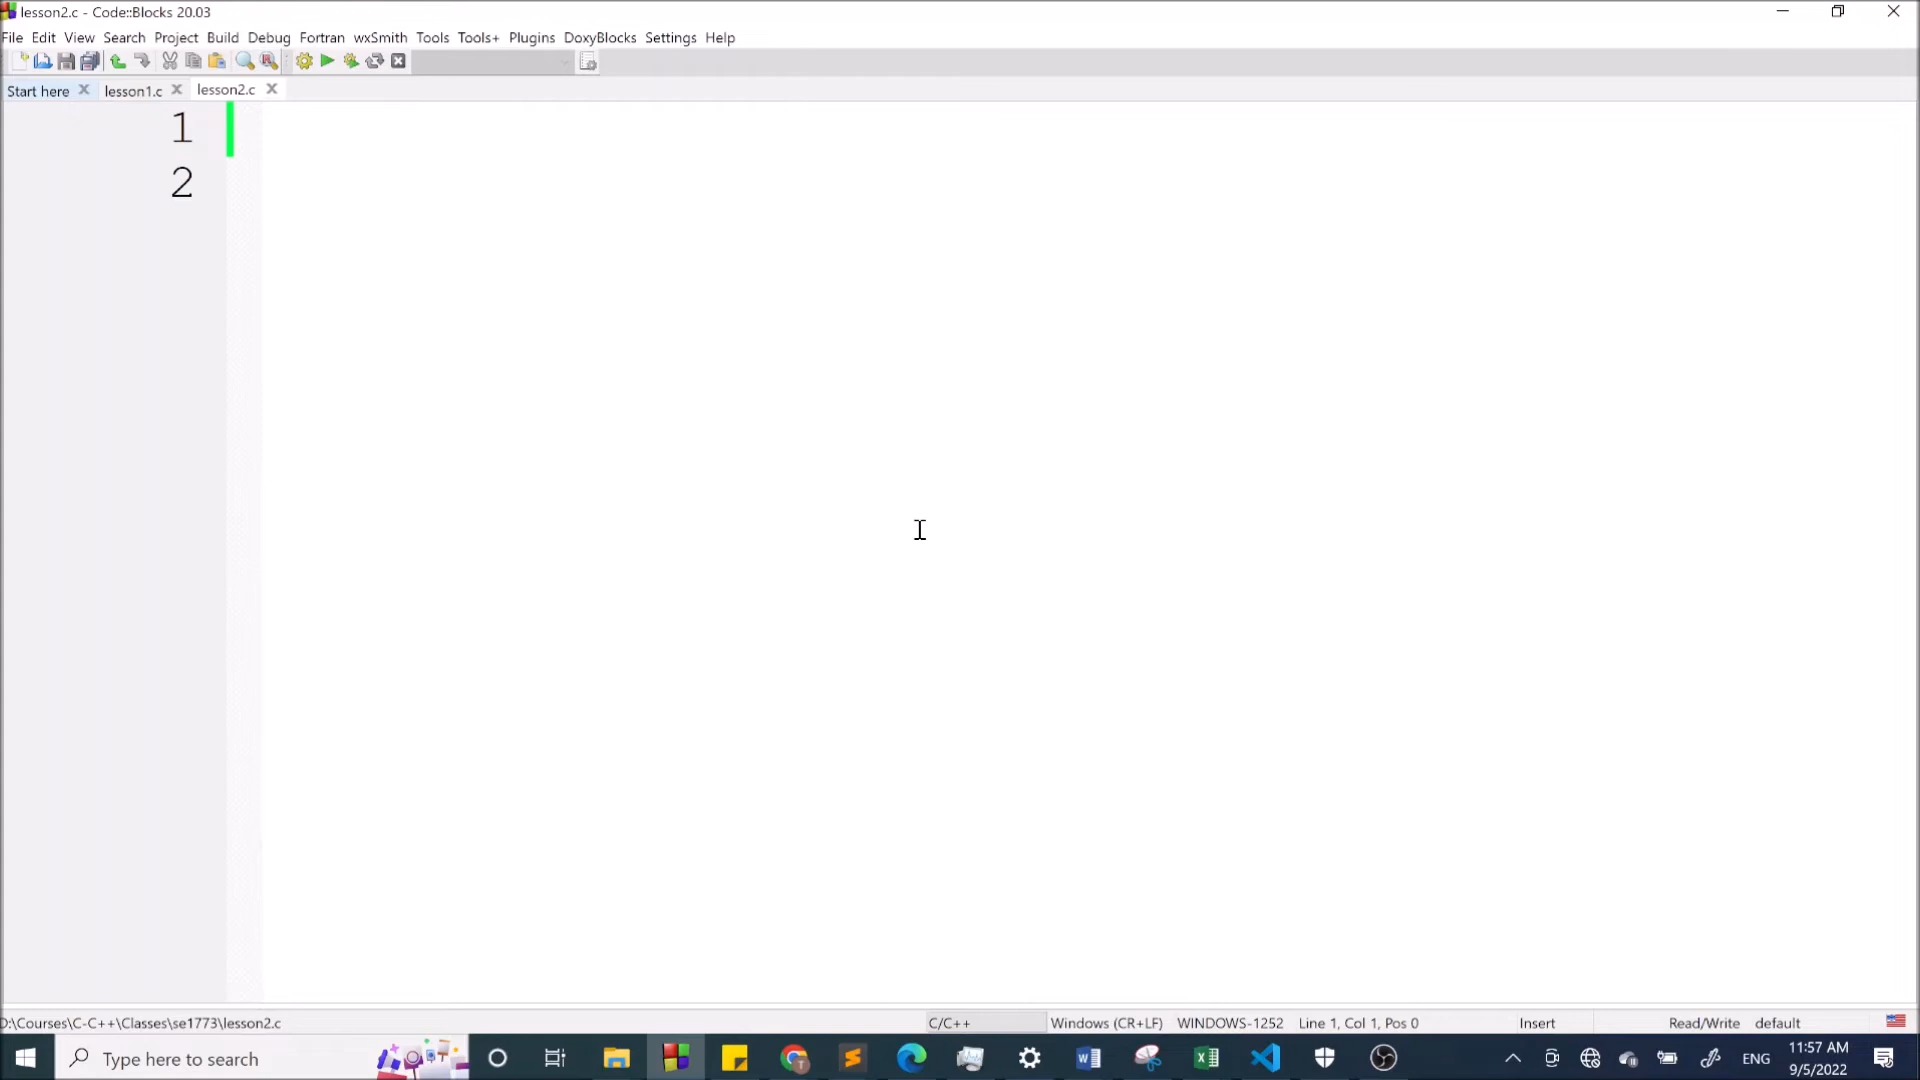 lesson2.c - Code::Blocks 20.03
File Edit View Search Project Build Debug Fortran wxSmith Tools Tools+ Plugins DoxyBlocks Settings Help
Start here lesson1.c lesson2.c
1
2
D:\Courses\C-C++\Classes\se1773\lesson2.c C/C++ Windows (CR+LF) WINDOWS-1252 Line 1, Col 1, Pos 0 Insert Read/Write default
Type here to search ENG 11:57 AM
9/5/2022